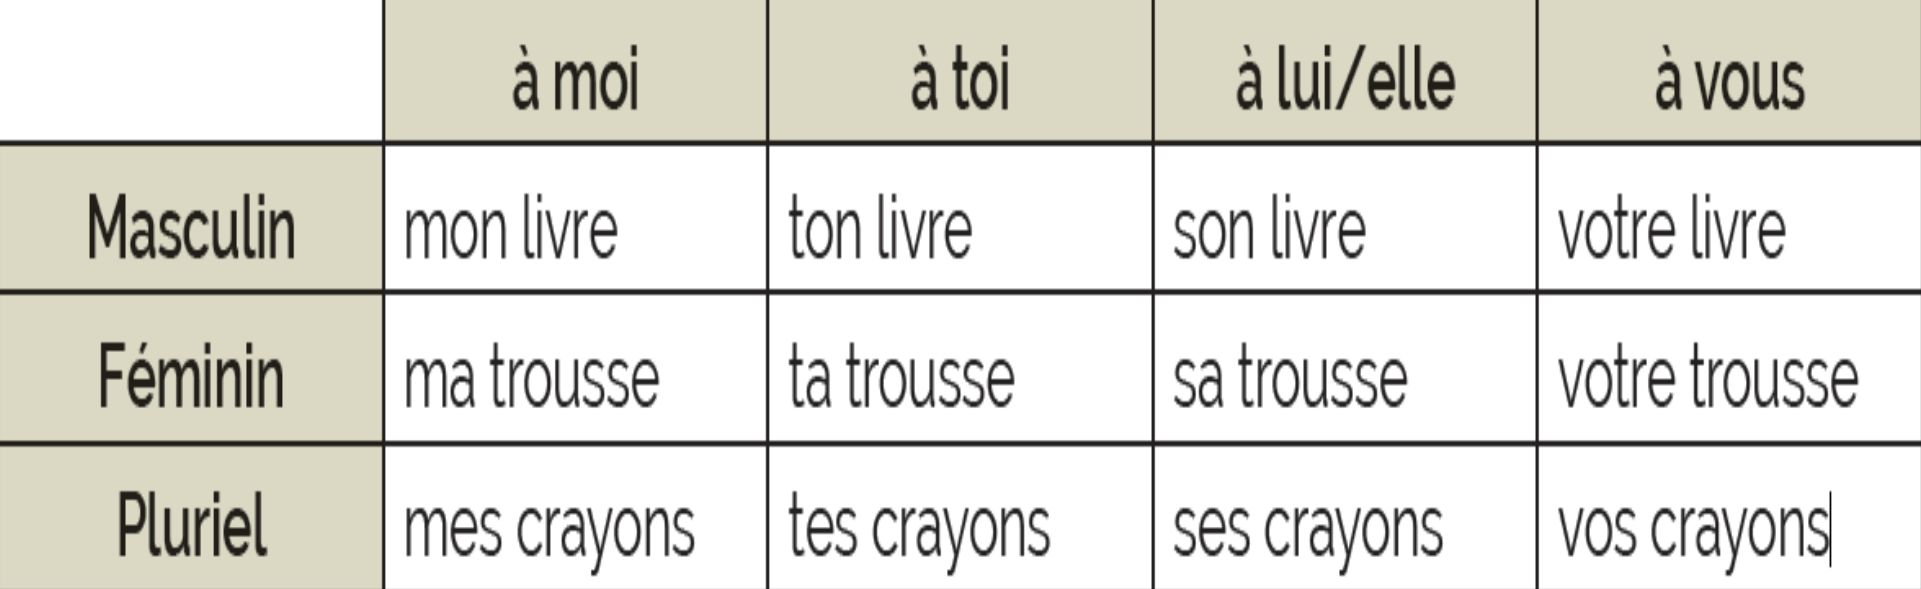 à moi à toi à lui/elle à vous
Masculin mon livre ton livre son livre votre livre
Féminin ma trousse ta trousse sa trousse votre trousse
Pluriel mes crayons tes crayons ses crayons vos crayons